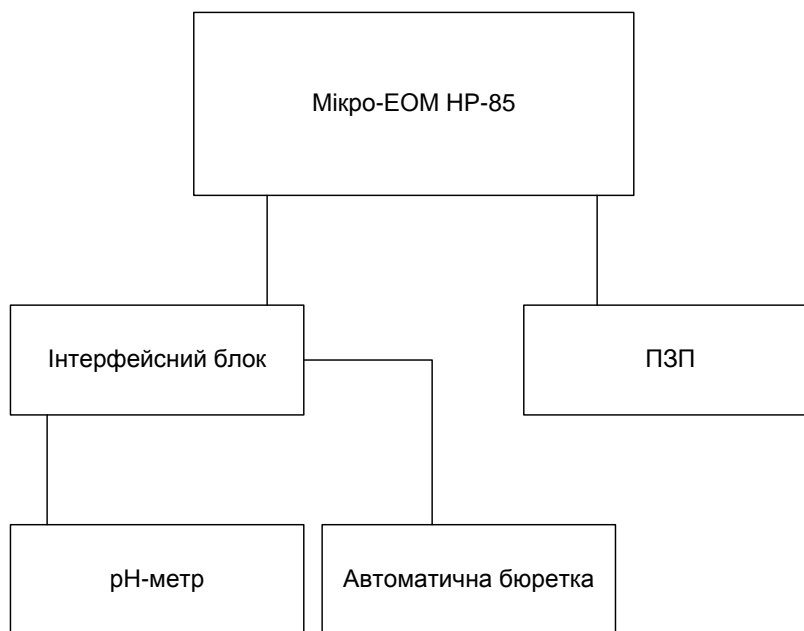 Мікро-ЕОМ HP-85
Інтерфейсний блок
ПЗП
pH-метр
Автоматична бюретка